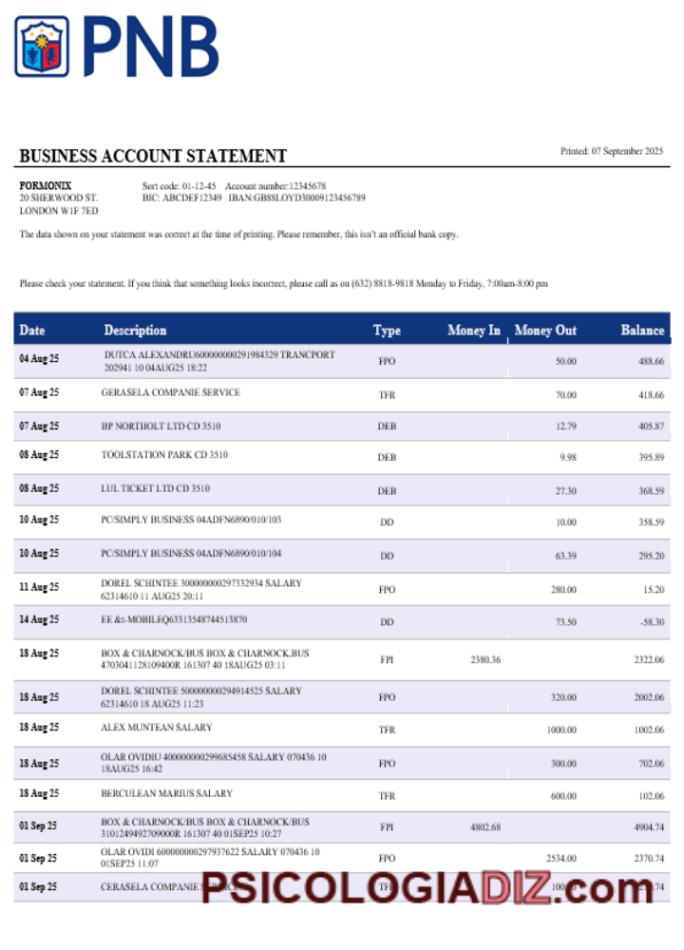 PNB
BUSINESS ACCOUNT STATEMENT
Printed: 07 September 2025
FORMONIX
20 SHERWOOD ST.
LONDON W1F 7ED
Sort code: 01-12-45 Account number:12345678
BIC: ABCDEF12349 IBAN:GB88LOYD30009123456789
The data shown on your statement was correct at the time of printing. Please remember, this isn't an official bank copy.
Please check your statement. If you think that something looks incorrect, please call as on (632) 8818-9818 Monday to Friday, 7:00am-8:00 pm
Date Description Type Money In Money Out Balance
04 Aug 25 DUTCA ALEXANDRU600000000291984329 TRANCPORT FPO 50.00 488.66
202941 10 04AUG25 18:22
07 Aug 25 GERASELA COMPANIE SERVICE TFR 70.00 418.66
07 Aug 25 BP NORTHOLT LTD CD 3510 DEB 12.79 405.87
08 Aug 25 TOOLSTATION PARK CD 3510 DEB 9.98 395.89
08 Aug 25 LUL TICKET LTD CD 3510 DEB 27.30 368.59
10 Aug 25 PC/SIMPLY BUSINESS 04ADFN6890/010/103 DD 10.00 358.59
10 Aug 25 PC/SIMPLY BUSINESS 04ADFN6890/010/104 DD 63.39 295.20
11 Aug 25 DOREL SCHINTEE 300000000297332934 SALARY FPO 280.00 15.20
62314610 11 AUG25 20:11
14 Aug 25 EE &t-MOBILEQ63313548744513870 DD 73.50 -58.30
18 Aug 25 BOX & CHARNOCK/BUS BOX & CHARNOCK,BUS FPI 2380.36 2322.06
4703041128109400R 161307 40 18AUG25 03:11
18 Aug 25 DOREL SCHINTEE 500000000294914525 SALARY FPO 320.00 2002.06
62314610 18 AUG25 11:23
18 Aug 25 ALEX MUNTEAN SALARY TFR 1000.00 1002.06
18 Aug 25 OLAR OVIDIU 400000000299685458 SALARY 070436 10 FPO 300.00 702.06
18AUG25 16:42
18 Aug 25 BERCULEAN MARIUS SALARY TFR 600.00 102.06
01 Sep 25 BOX & CHARNOCK/BUS BOX & CHARNOCK/BUS FPI 4802.68 4904.74
3101249492709000R 161307 40 01SEP25 10:27
01 Sep 25 OLAR OVIDI 600000000297937622 SALARY 070436 10 FPO 2534.00 2370.74
01SEP25 11:07
01 Sep 25 CERASELA COMPANIE
PSICOLOGIADIZ.com